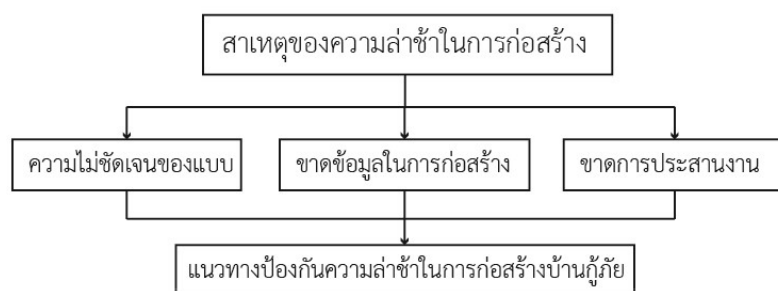 สาเหตุของความล่าช้าในการก่อสร้าง
ความไม่ชัดเจนของแบบ
ขาดข้อมูลในการก่อสร้าง
ขาดการประสานงาน
แนวทางป้องกันความล่าช้าในการก่อสร้างบ้านกู้ภัย